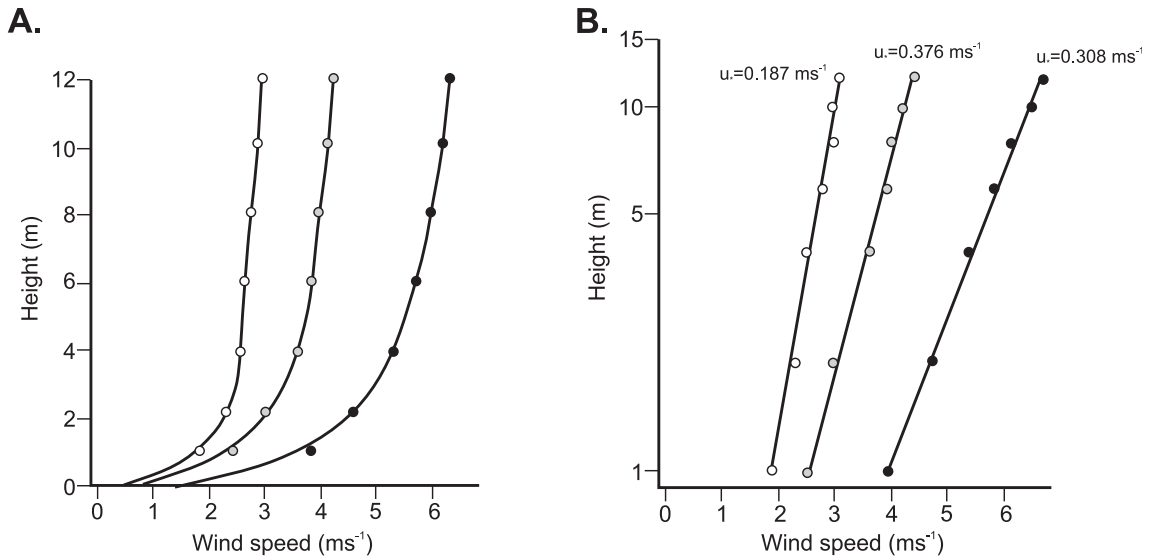 A.
12
10
8
6
4
2
0
Height (m)
0 1 2 3 4 5 6
Wind speed (ms-1)
B.
15
10
5
1
Height (m)
u*=0.187 ms-1
u*=0.376 ms-1
u*=0.308 ms-1
0 1 2 3 4 5 6
Wind speed (ms-1)